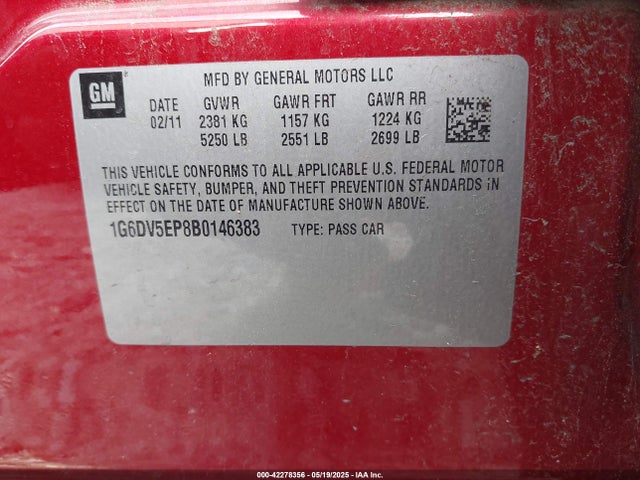 GM
MFD BY GENERAL MOTORS LLC
DATE GVWR GAWR FRT GAWR RR
02/11 2381 KG 1157 KG 1224 KG
5250 LB 2551 LB 2699 LB
THIS VEHICLE CONFORMS TO ALL APPLICABLE U.S. FEDERAL MOTOR
VEHICLE SAFETY, BUMPER, AND THEFT PREVENTION STANDARDS IN
EFFECT ON THE DATE OF MANUFACTURE SHOWN ABOVE.
1G6DV5EP8B0146383 TYPE: PASS CAR
000-42278356 - 05/19/2025 - IAA Inc.